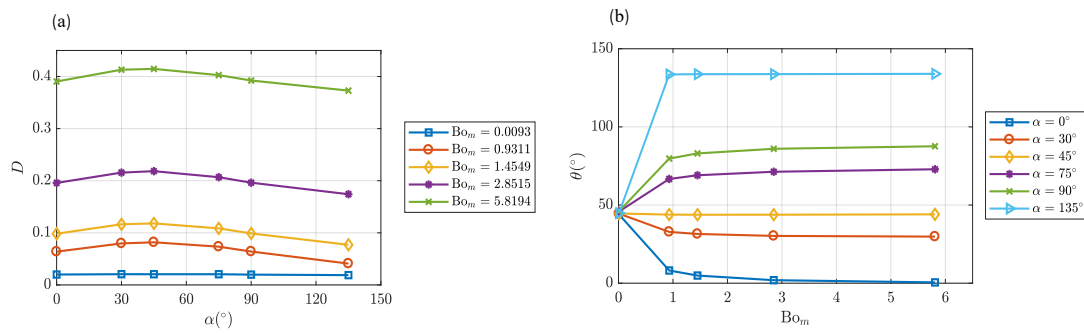 (a)
0.4
0.3
0.2
0.1
0
D
0
30
60
90
120
150
α(°)
Bo_m = 0.0093
Bo_m = 0.9311
Bo_m = 1.4549
Bo_m = 2.8515
Bo_m = 5.8194
(b)
150
100
50
0
θ(°)
0
1
2
3
4
5
6
Bo_m
α = 0°
α = 30°
α = 45°
α = 75°
α = 90°
α = 135°